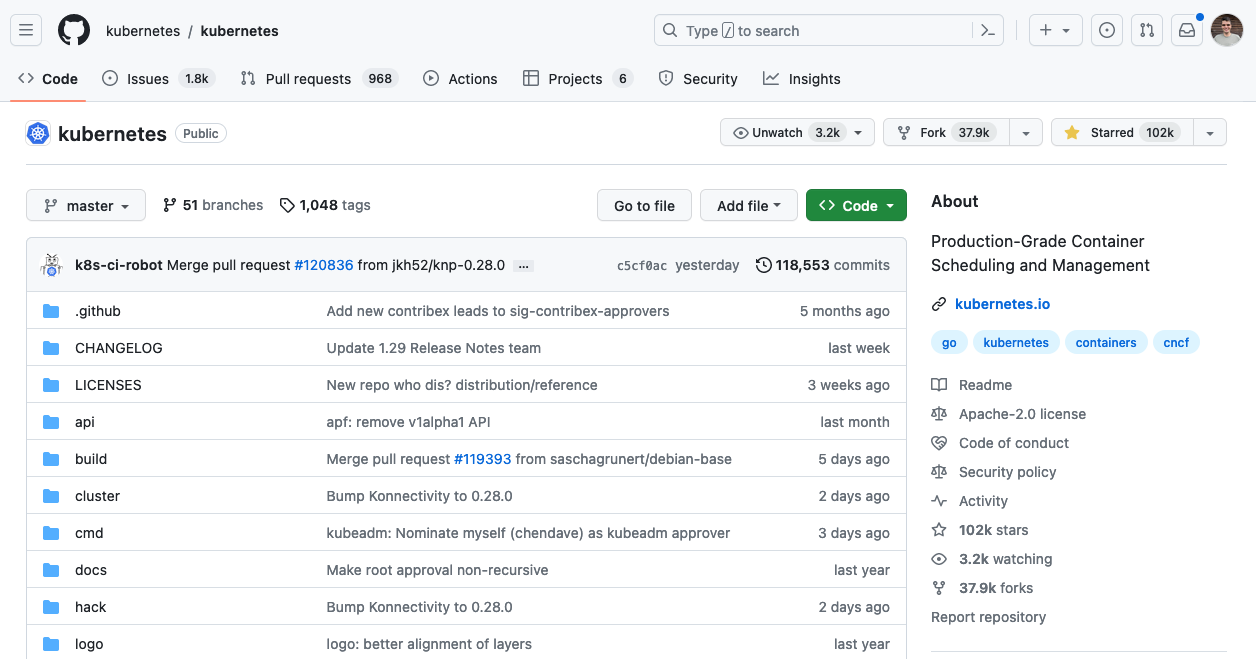 kubernetes / kubernetes
Type / to search
Code Issues 1.8k Pull requests 968 Actions Projects 6 Security Insights
kubernetes Public
Unwatch 3.2k Fork 37.9k Starred 102k
master 51 branches 1,048 tags Go to file Add file Code
k8s-ci-robot Merge pull request #120836 from jkh52/knp-0.28.0 ... c5cf0ac yesterday 118,553 commits
.github Add new contribex leads to sig-contribex-approvers 5 months ago
CHANGELOG Update 1.29 Release Notes team last week
LICENSES New repo who dis? distribution/reference 3 weeks ago
api apf: remove v1alpha1 API last month
build Merge pull request #119393 from saschagrunert/debian-base 5 days ago
cluster Bump Konnectivity to 0.28.0 2 days ago
cmd kubeadm: Nominate myself (chendave) as kubeadm approver 3 days ago
docs Make root approval non-recursive last year
hack Bump Konnectivity to 0.28.0 2 days ago
logo logo: better alignment of layers last year
About
Production-Grade Container
Scheduling and Management
kubernetes.io
go kubernetes containers cncf
Readme
Apache-2.0 license
Code of conduct
Security policy
Activity
102k stars
3.2k watching
37.9k forks
Report repository